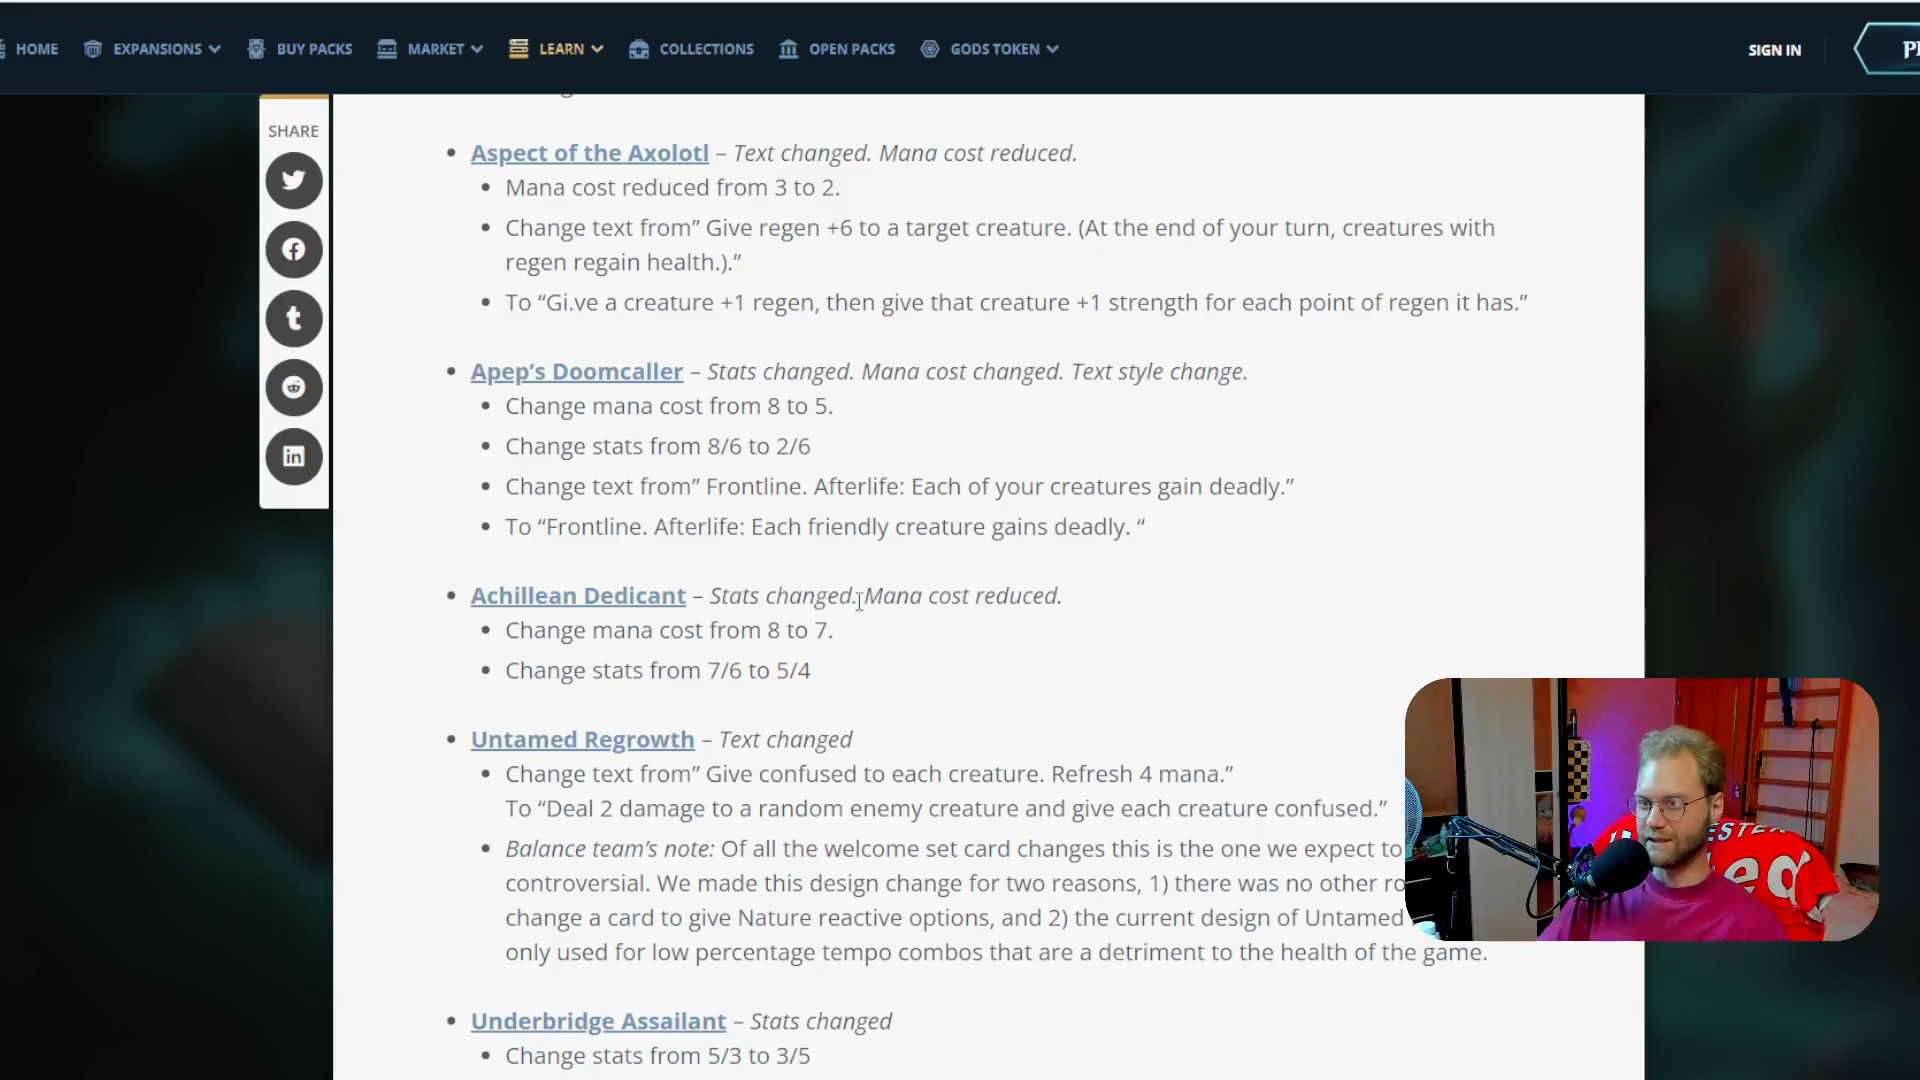 HOME EXPANSIONS BUY PACKS MARKET LEARN COLLECTIONS OPEN PACKS GODS TOKEN SIGN IN
SHARE
Aspect of the Axolotl – Text changed. Mana cost reduced.
Mana cost reduced from 3 to 2.
Change text from” Give regen +6 to a target creature. (At the end of your turn, creatures with
regen regain health.).”
To “Gi.ve a creature +1 regen, then give that creature +1 strength for each point of regen it has.”
Apep’s Doomcaller – Stats changed. Mana cost changed. Text style change.
Change mana cost from 8 to 5.
Change stats from 8/6 to 2/6
Change text from” Frontline. Afterlife: Each of your creatures gain deadly.”
To “Frontline. Afterlife: Each friendly creature gains deadly. “
Achillean Dedicant – Stats changed. Mana cost reduced.
Change mana cost from 8 to 7.
Change stats from 7/6 to 5/4
Untamed Regrowth – Text changed
Change text from” Give confused to each creature. Refresh 4 mana.”
To “Deal 2 damage to a random enemy creature and give each creature confused.”
Balance team’s note: Of all the welcome set card changes this is the one we expect to
controversial. We made this design change for two reasons, 1) there was no other
change a card to give Nature reactive options, and 2) the current design of Untamed
only used for low percentage tempo combos that are a detriment to the health of the game.
Underbridge Assailant – Stats changed
Change stats from 5/3 to 3/5